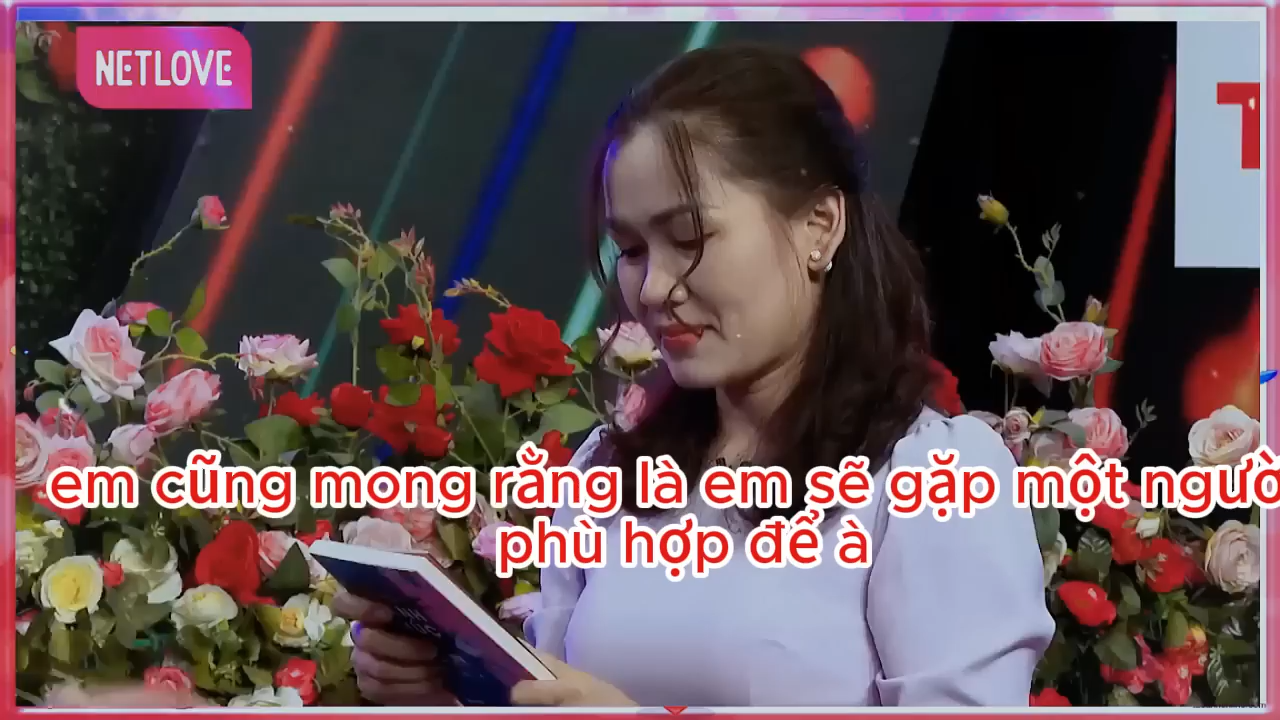 NETLOVE
em cũng mong rằng là em sẽ gặp một ngườ
phù hợp để à